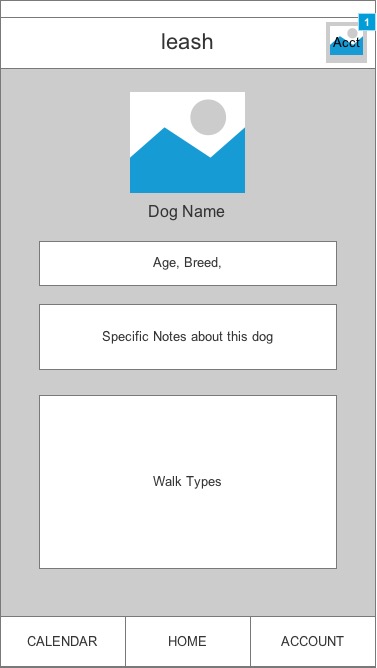 leash
Acct
1
Dog Name
Age, Breed,
Specific Notes about this dog
Walk Types
CALENDAR
HOME
ACCOUNT